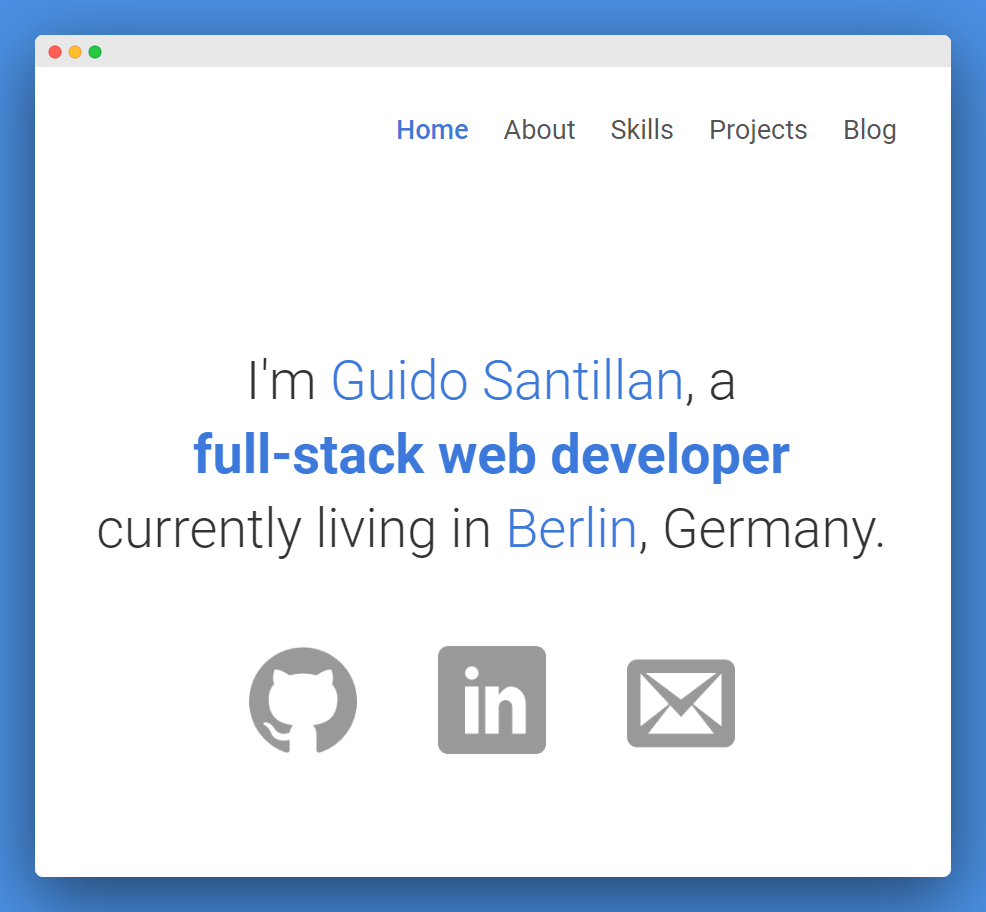 Home About Skills Projects Blog
I'm Guido Santillan, a
full-stack web developer
currently living in Berlin, Germany.
in